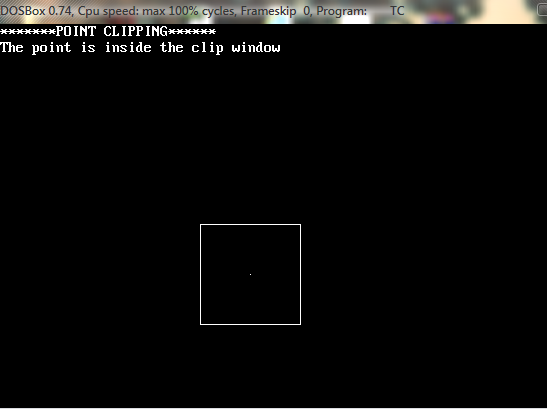 DOSBox 0.74, Cpu speed: max 100% cycles, Frameskip 0, Program: TC
*******POINT CLIPPING******
The point is inside the clip window